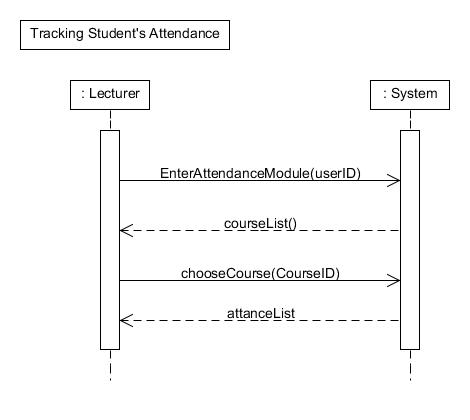 Tracking Student's Attendance
: Lecturer
: System
EnterAttendanceModule(userID)
courseList()
chooseCourse(CourseID)
attanceList